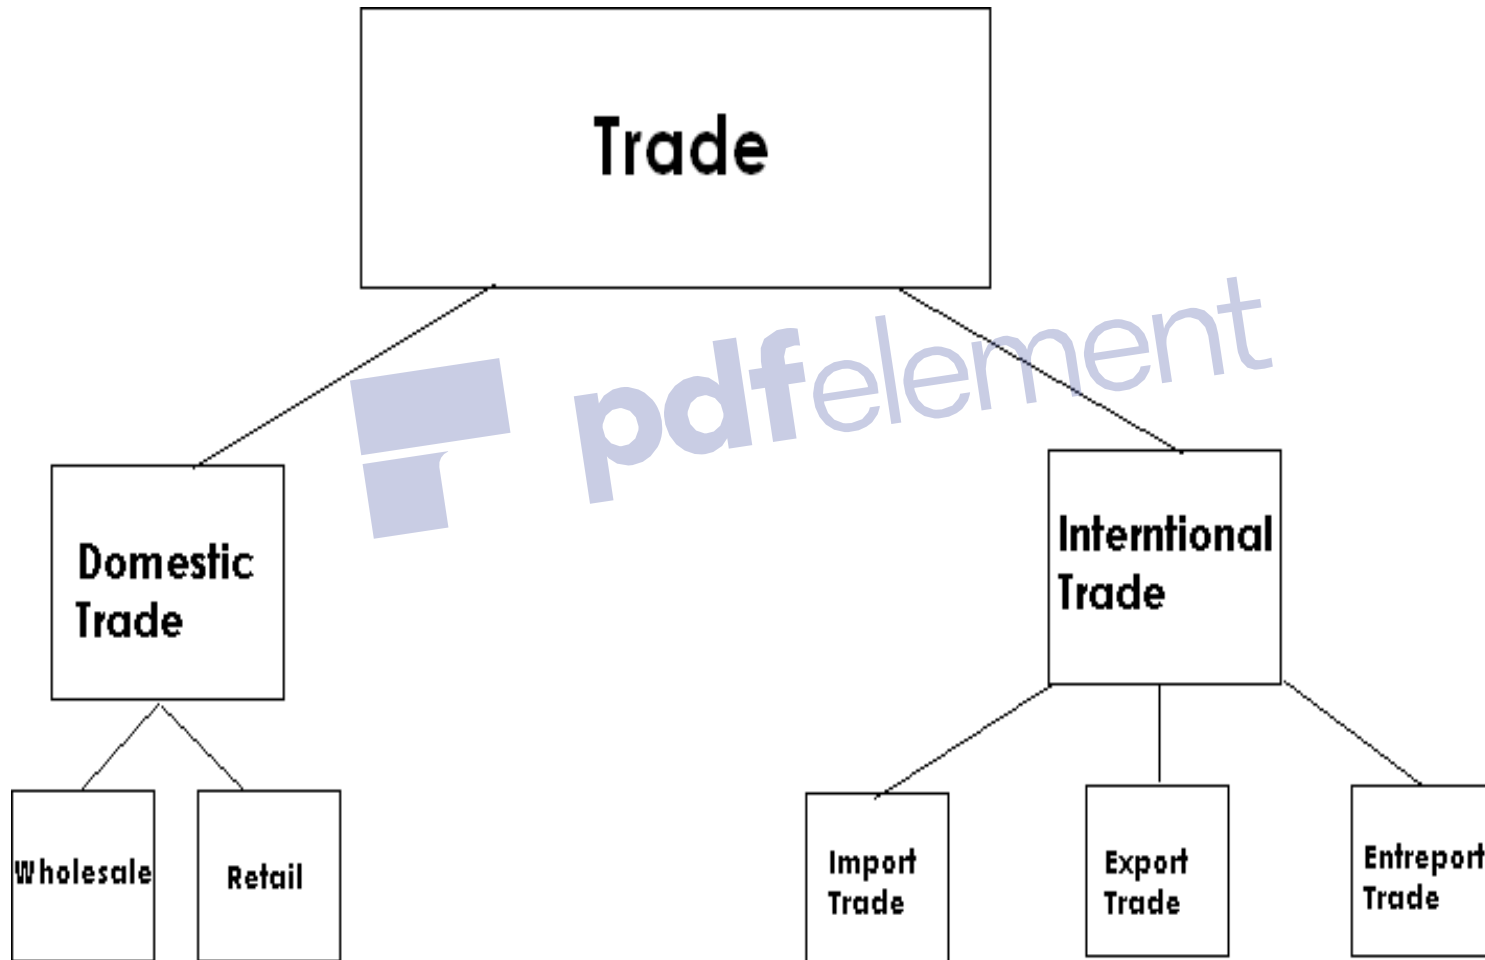 Trade
pdfelement
Domestic
Trade
Interntional
Trade
Wholesale
Retail
Import
Trade
Export
Trade
Entreport
Trade